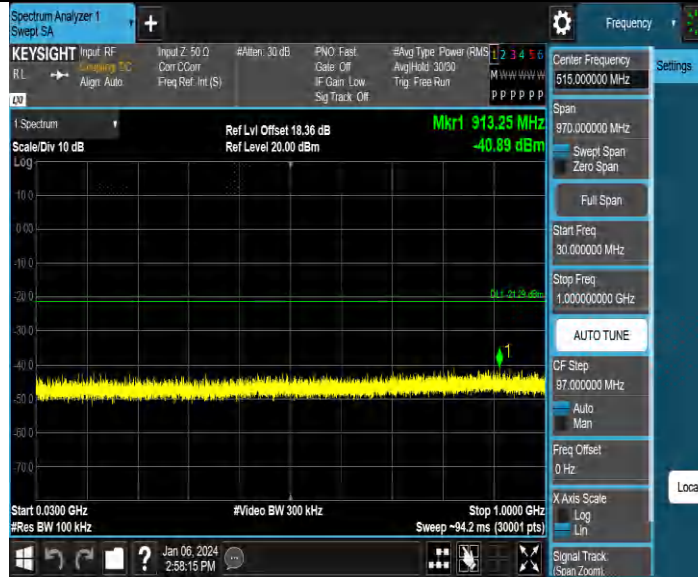 Spectrum Analyzer 1
Swept SA
Frequency
KEYSIGHT Input: RF Input Z: 50 Ω #Atten: 30 dB PNO: Fast #Avg Type: Power (RMS 1 2 3 4 5 6
RL Coupling: DC Corr CCorr Gate: Off Avg|Hold: 30/30 M W W W W W
Align: Auto Freq Ref: Int (S) IF Gain: Low Trig: Free Run
LXI Sig Track: Off P P P P P P
1 Spectrum
Scale/Div 10 dB
Ref Lvl Offset 18.36 dB
Ref Level 20.00 dBm
Mkr1 913.25 MHz
-40.89 dBm
Log
10.0
0.00
-10.0
-20.0
DL1 -21.29 dBm
-30.0
1
-40.0
-50.0
-60.0
-70.0
Start 0.0300 GHz #Video BW 300 kHz Stop 1.0000 GHz
#Res BW 100 kHz Sweep ~94.2 ms (30001 pts)
Jan 06, 2024
2:58:15 PM
Center Frequency
515.000000 MHz
Settings
Span
970.000000 MHz
Swept Span
Zero Span
Full Span
Start Freq
30.000000 MHz
Stop Freq
1.000000000 GHz
AUTO TUNE
CF Step
97.000000 MHz
Auto
Man
Freq Offset
0 Hz
X Axis Scale
Log
Lin
Loca
Signal Track
(Span Zoom)